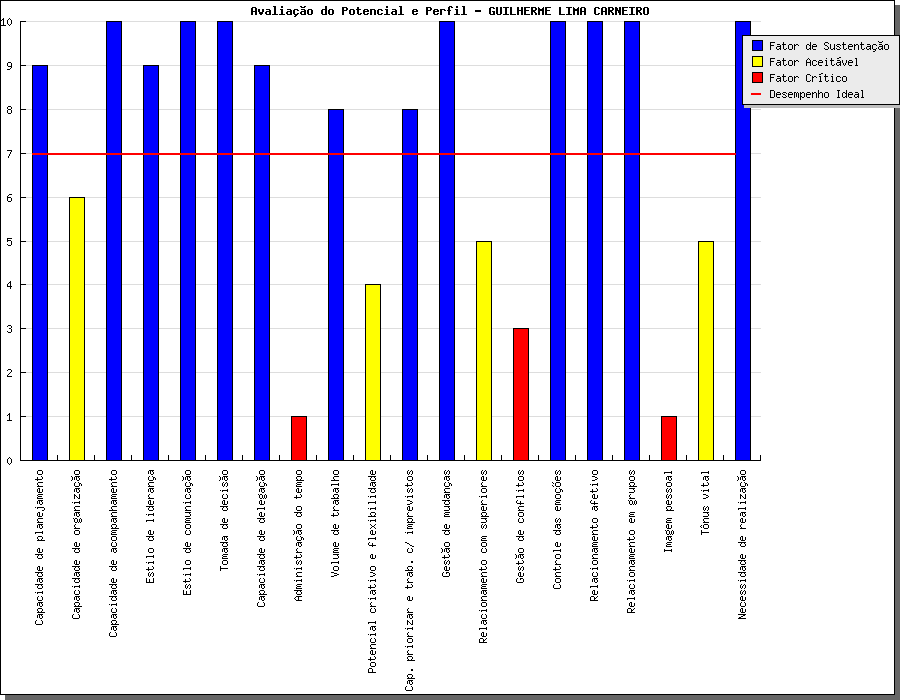 Avaliação do Potencial e Perfil - GUILHERME LIMA CARNEIRO
Fator de Sustentação
Fator Aceitável
Fator Crítico
Desempenho Ideal
10
9
8
7
6
5
4
3
2
1
0
Capacidade de planejamento
Capacidade de organização
Capacidade de acompanhamento
Estilo de liderança
Estilo de comunicação
Tomada de decisão
Capacidade de delegação
Administração do tempo
Volume de trabalho
Potencial criativo e flexibilidade
Cap. priorizar e trab. c/ imprevistos
Gestão de mudanças
Relacionamento com superiores
Gestão de conflitos
Controle das emoções
Relacionamento afetivo
Relacionamento em grupos
Imagem pessoal
Tônus vital
Necessidade de realização